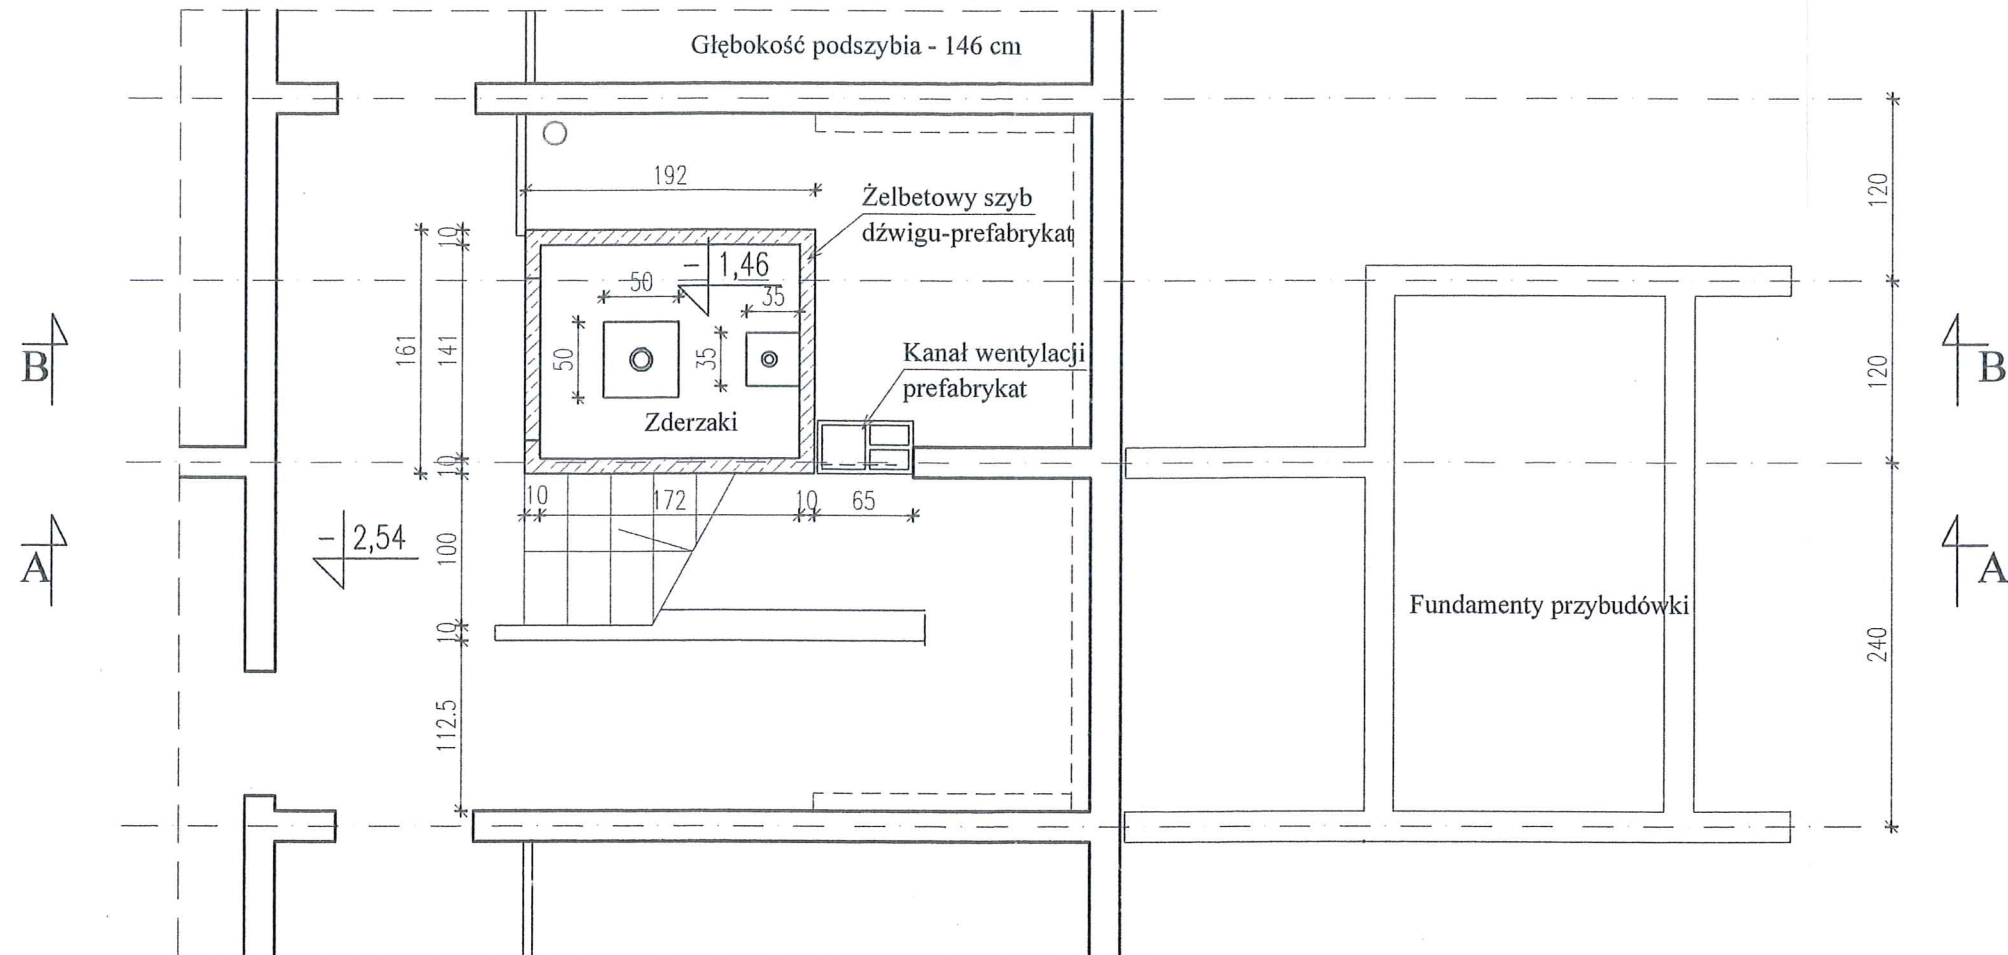 Głębokość podszybia - 146 cm
192
Żelbetowy szyb
dźwigu-prefabrykat
120
10
- 1,46
50
35
161
141
50
35
Kanał wentylacji
prefabrykat
B
B
120
Zderzaki
10
10
172
10
65
- 2,54
100
A
A
Fundamenty przybudówki
10
240
112.5